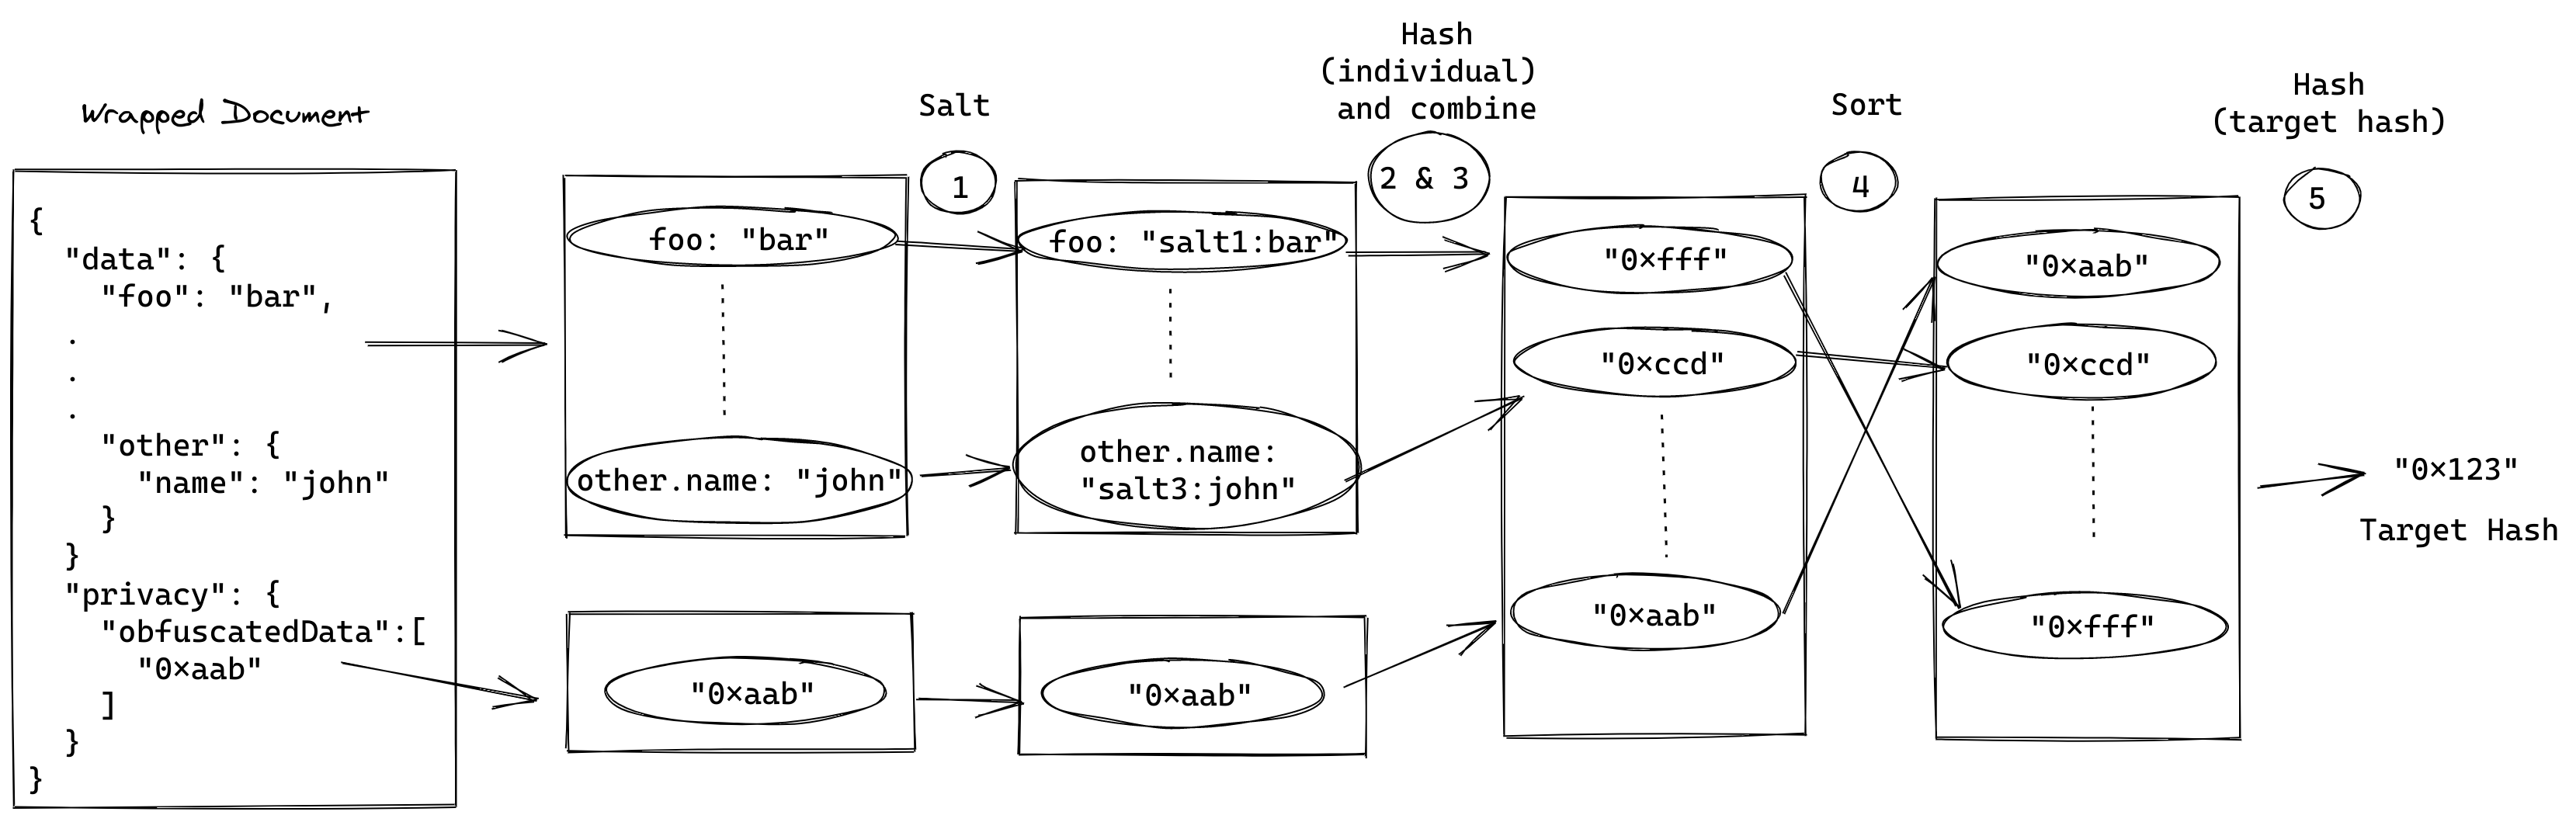 Wrapped Document
{
"data": {
"foo": "bar",
.
.
.
"other": {
"name": "john"
}
}
"privacy": {
"obfuscatedData":[
"0×aab"
]
}
}
foo: "bar"
other.name: "john"
"0×aab"
Salt
1
foo: "salt1:bar"
other.name:
"salt3:john"
"0×aab"
Hash
(individual)
and combine
2 & 3
"0×fff"
"0×ccd"
"0×aab"
Sort
4
"0×aab"
"0×ccd"
"0×fff"
Hash
(target hash)
5
"0×123"
Target Hash